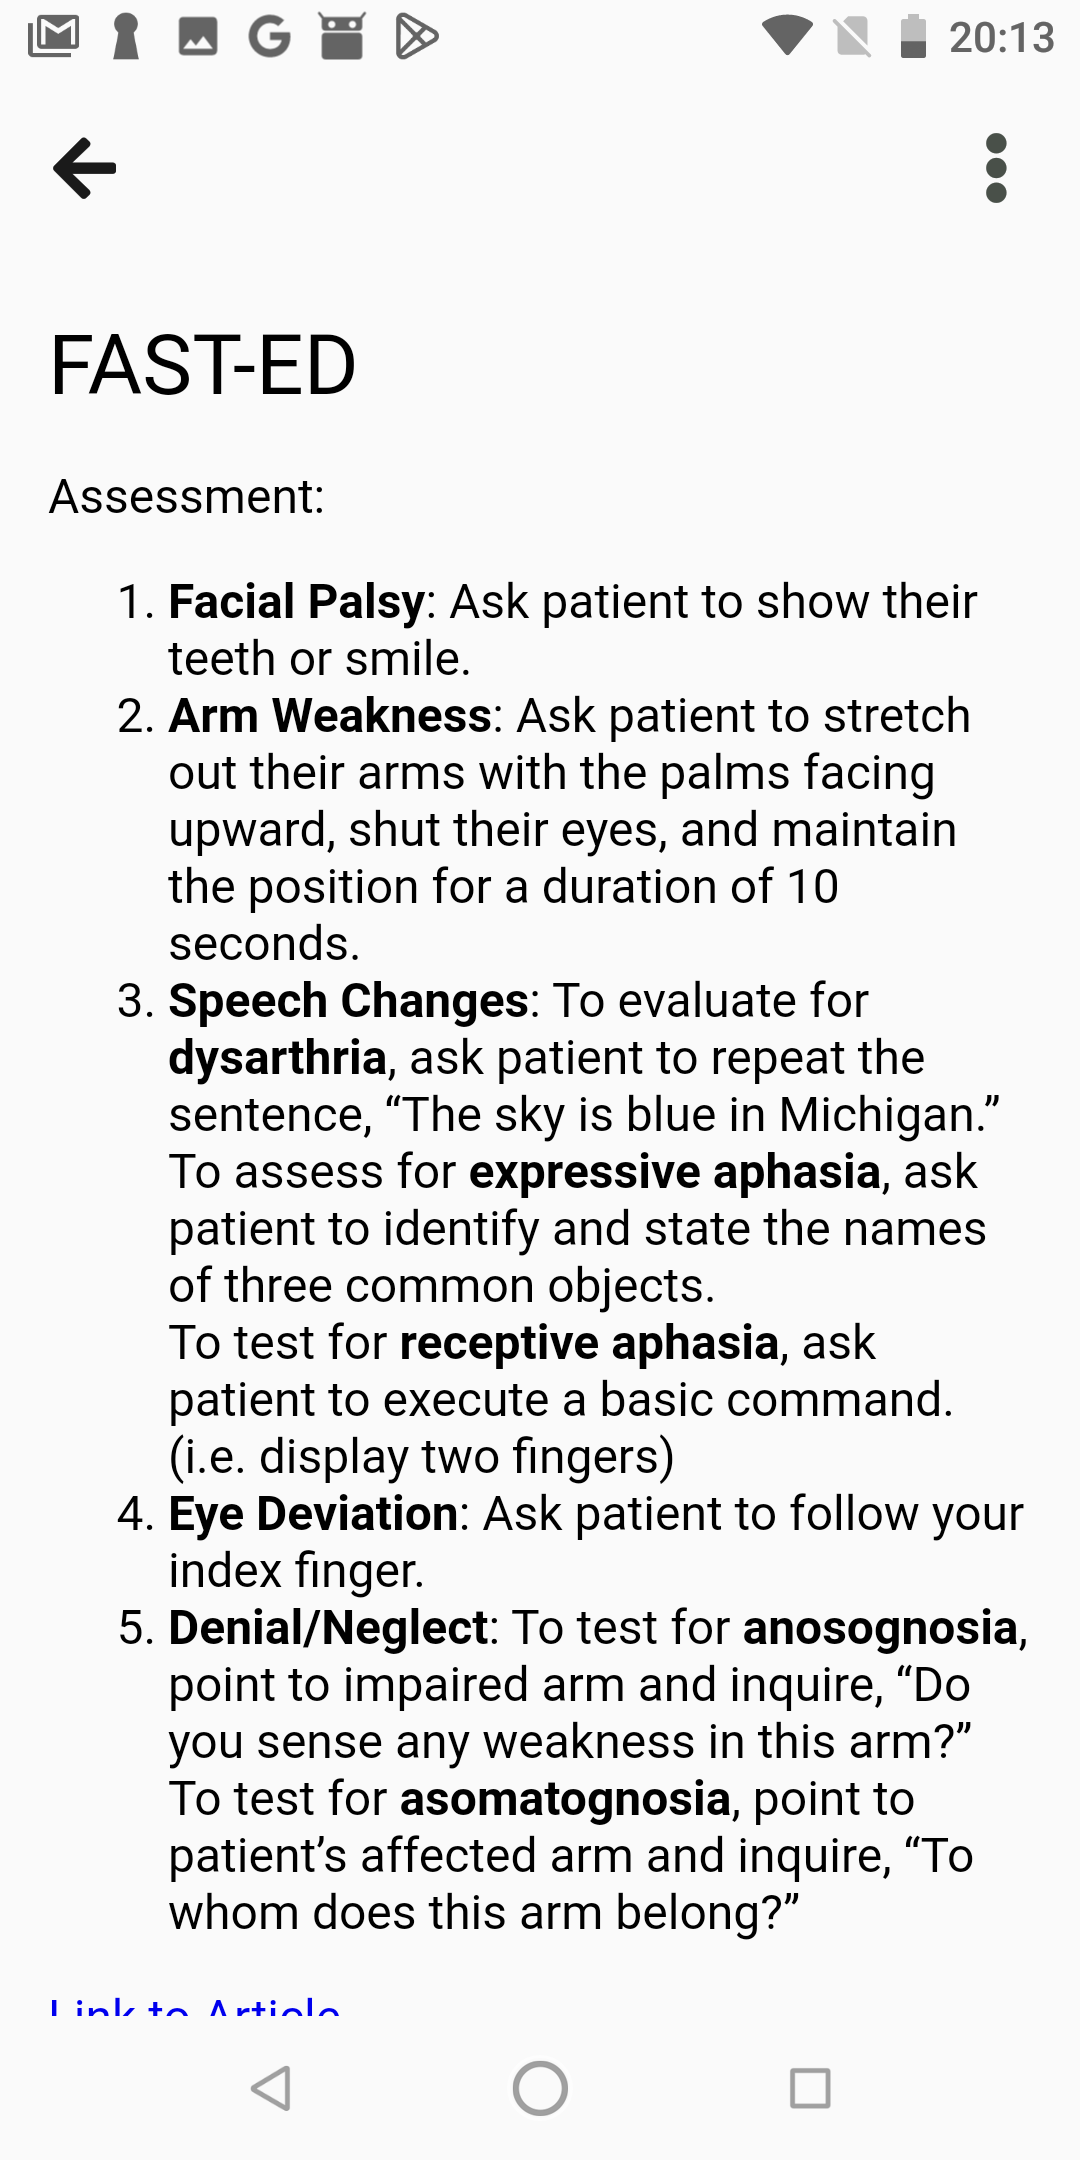 20:13
FAST-ED
Assessment:
1. Facial Palsy: Ask patient to show their
teeth or smile.
2. Arm Weakness: Ask patient to stretch
out their arms with the palms facing
upward, shut their eyes, and maintain
the position for a duration of 10
seconds.
3. Speech Changes: To evaluate for
dysarthria, ask patient to repeat the
sentence, “The sky is blue in Michigan.”
To assess for expressive aphasia, ask
patient to identify and state the names
of three common objects.
To test for receptive aphasia, ask
patient to execute a basic command.
(i.e. display two fingers)
4. Eye Deviation: Ask patient to follow your
index finger.
5. Denial/Neglect: To test for anosognosia,
point to impaired arm and inquire, “Do
you sense any weakness in this arm?”
To test for asomatognosia, point to
patient’s affected arm and inquire, “To
whom does this arm belong?”
Link to Article